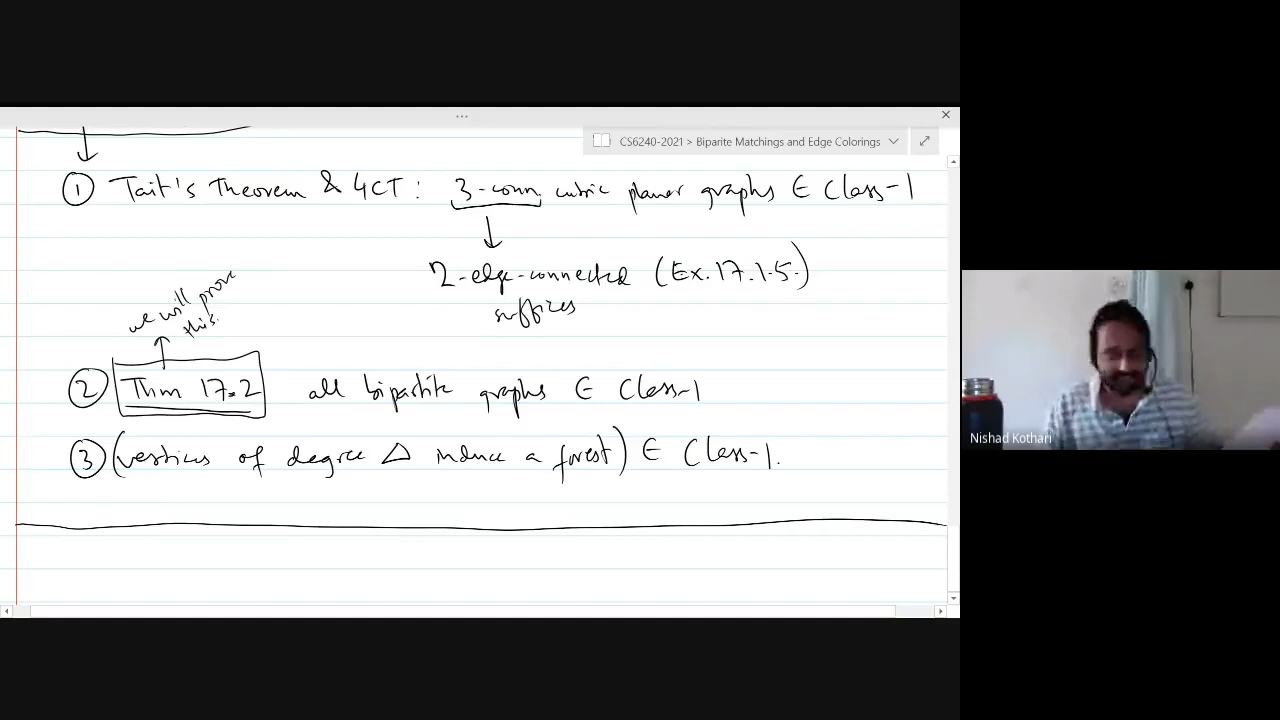 CS6240-2021 > Biparite Matchings and Edge Colorings
① Tait's Theorem & 4CT : 3-conn. cubic planar graphs ∈ Class-1
2-edge-connected (Ex. 17.1.5.)
suffices
we will prove
this.
② Thm 17.2 all bipartite graphs ∈ Class-1
③ (vertices of degree Δ induce a forest) ∈ Class-1.
Nishad Kothari